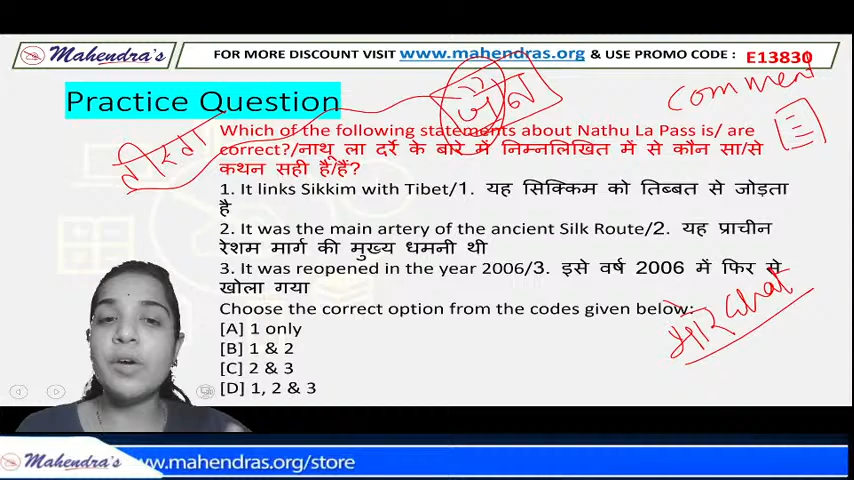 Mahendra's
FOR MORE DISCOUNT VISIT www.mahendras.org & USE PROMO CODE : E13830
comment
Practice Question
Which of the following statements about Nathu La Pass is/ are
correct?/नाथू ला दर्रे के बारे में निम्नलिखित में से कौन सा/से
कथन सही है/हैं?
1. It links Sikkim with Tibet/1. यह सिक्किम को तिब्बत से जोड़ता
है
2. It was the main artery of the ancient Silk Route/2. यह प्राचीन
रेशम मार्ग की मुख्य धमनी थी
3. It was reopened in the year 2006/3. इसे वर्ष 2006 में फिर से
खोला गया
Choose the correct option from the codes given below:
[A] 1 only
[B] 1 & 2
[C] 2 & 3
[D] 1, 2 & 3
chat
Mahendra's www.mahendras.org/store